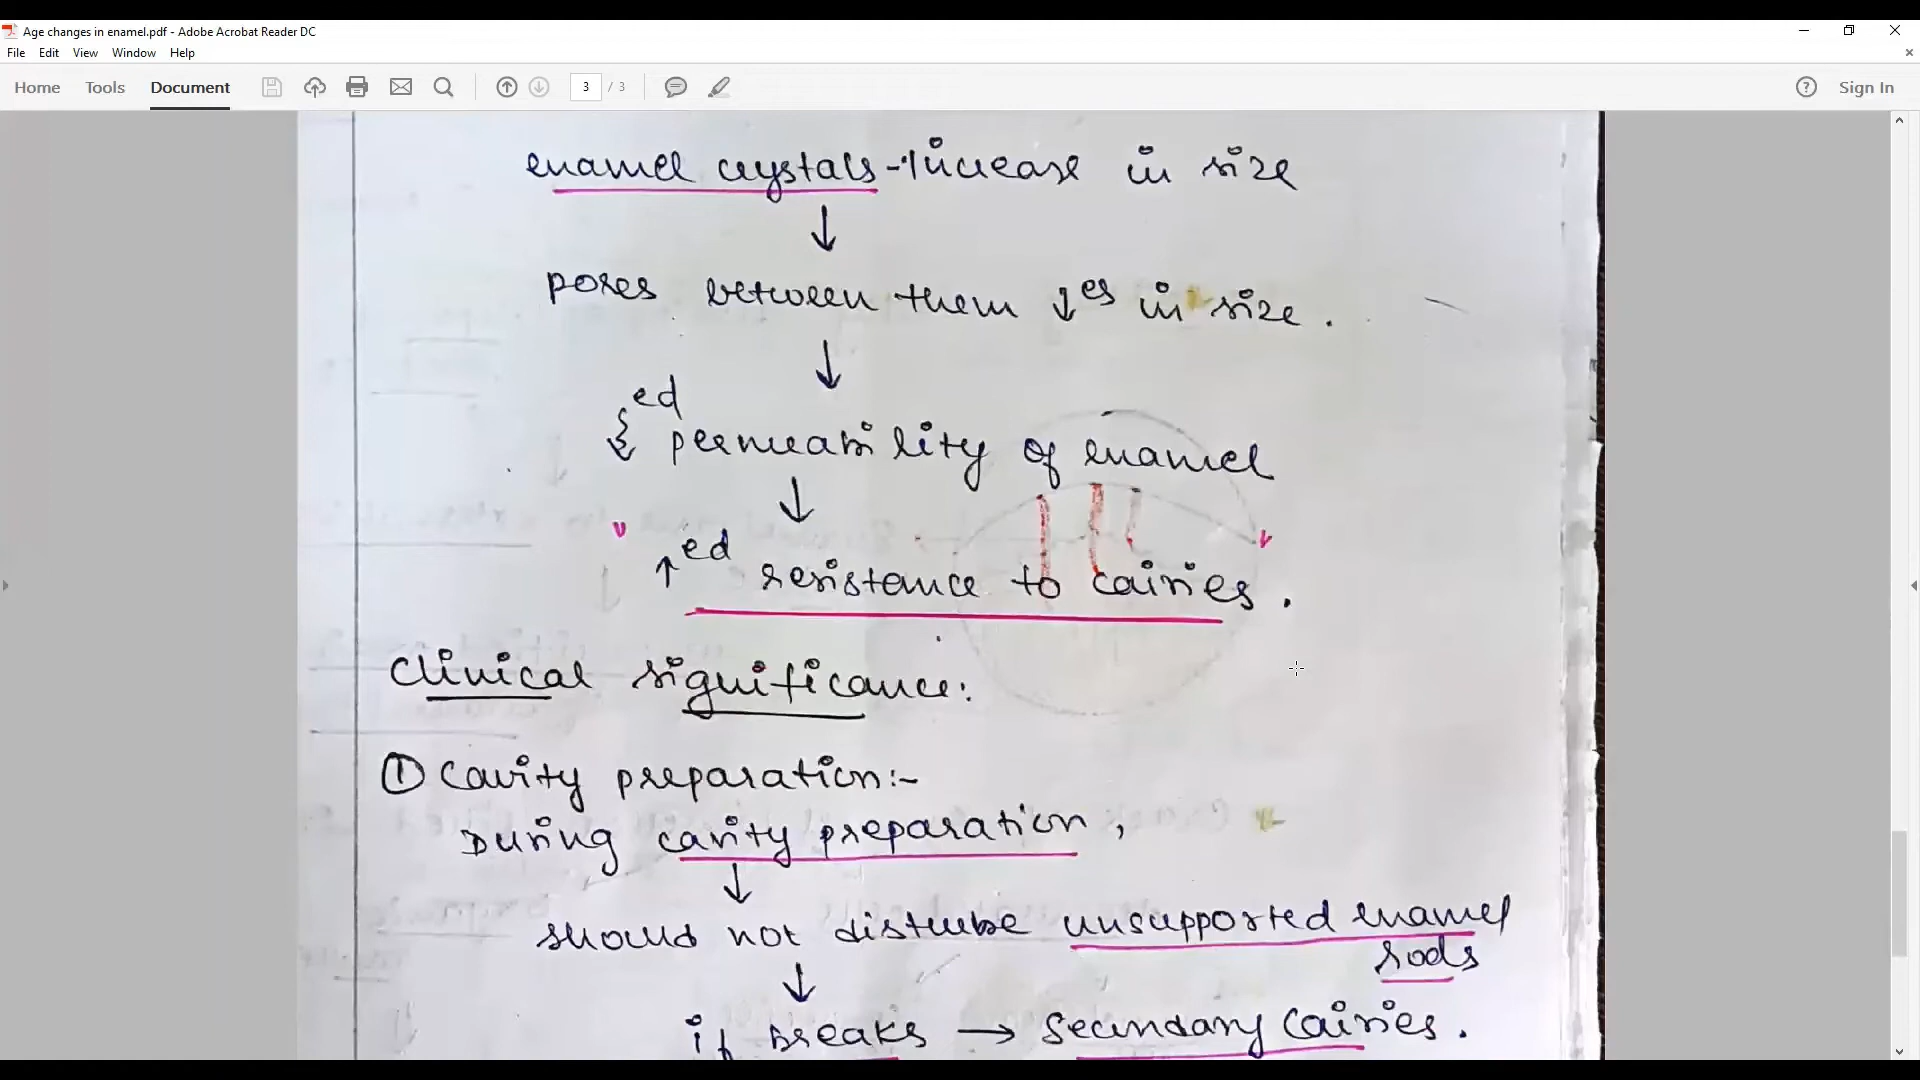 Age changes in enamel.pdf - Adobe Acrobat Reader DC
File Edit View Window Help
Home Tools Document 3 / 3 Sign In
enamel crystals - Increase in size
↓
pores between them ↓es in size.
↓
↓ed permeability of enamel
↓
↑ed resistance to cairies.
Clinical significance:
① Cavity preparation:-
During cavity preparation,
↓
should not disturbe unsupported enamel
rods
↓
if breaks → Secondary Cairies.